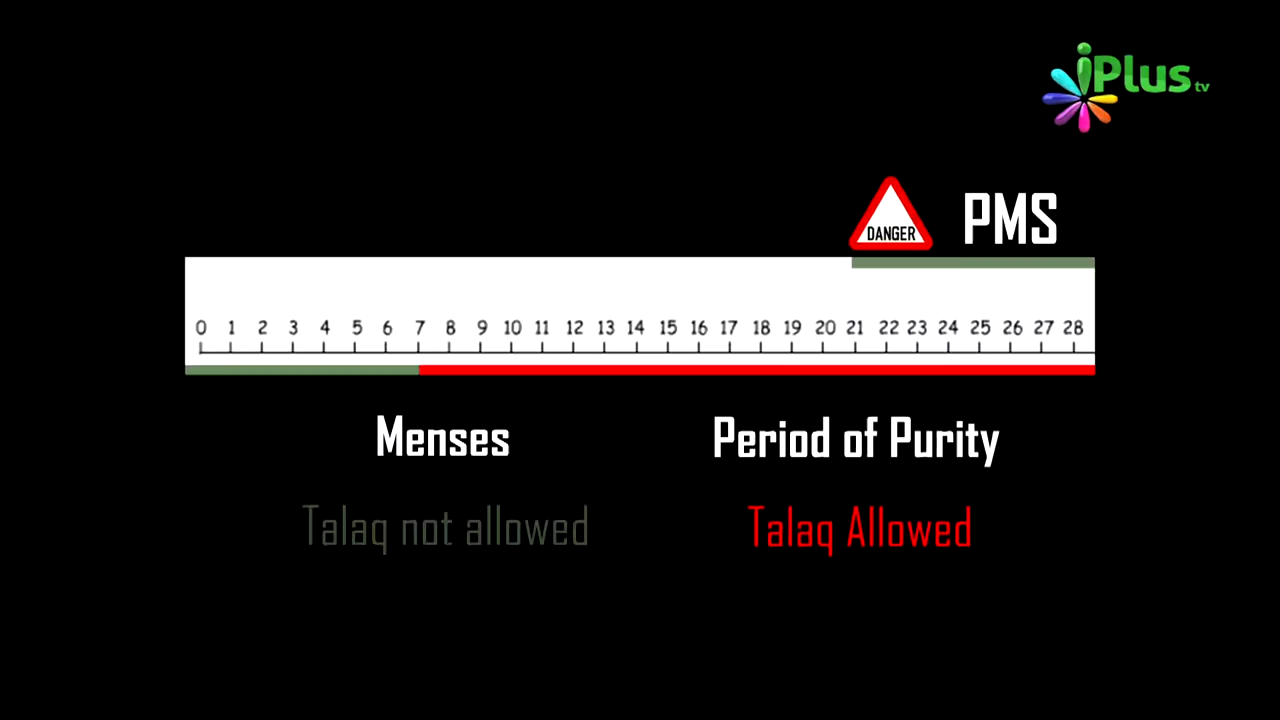 iPlus tv
DANGER
PMS
0 1 2 3 4 5 6 7 8 9 10 11 12 13 14 15 16 17 18 19 20 21 22 23 24 25 26 27 28
Menses
Period of Purity
Talaq not allowed
Talaq Allowed